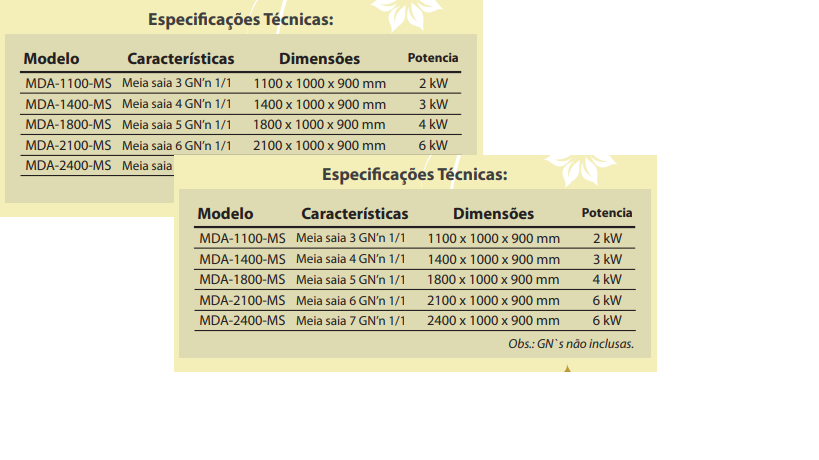 Especificações Técnicas:
Modelo Características Dimensões Potencia
MDA-1100-MS Meia saia 3 GN’n 1/1 1100 x 1000 x 900 mm 2 kW
MDA-1400-MS Meia saia 4 GN’n 1/1 1400 x 1000 x 900 mm 3 kW
MDA-1800-MS Meia saia 5 GN’n 1/1 1800 x 1000 x 900 mm 4 kW
MDA-2100-MS Meia saia 6 GN’n 1/1 2100 x 1000 x 900 mm 6 kW
MDA-2400-MS Meia saia
Especificações Técnicas:
Modelo Características Dimensões Potencia
MDA-1100-MS Meia saia 3 GN’n 1/1 1100 x 1000 x 900 mm 2 kW
MDA-1400-MS Meia saia 4 GN’n 1/1 1400 x 1000 x 900 mm 3 kW
MDA-1800-MS Meia saia 5 GN’n 1/1 1800 x 1000 x 900 mm 4 kW
MDA-2100-MS Meia saia 6 GN’n 1/1 2100 x 1000 x 900 mm 6 kW
MDA-2400-MS Meia saia 7 GN’n 1/1 2400 x 1000 x 900 mm 6 kW
Obs.: GN`s não inclusas.